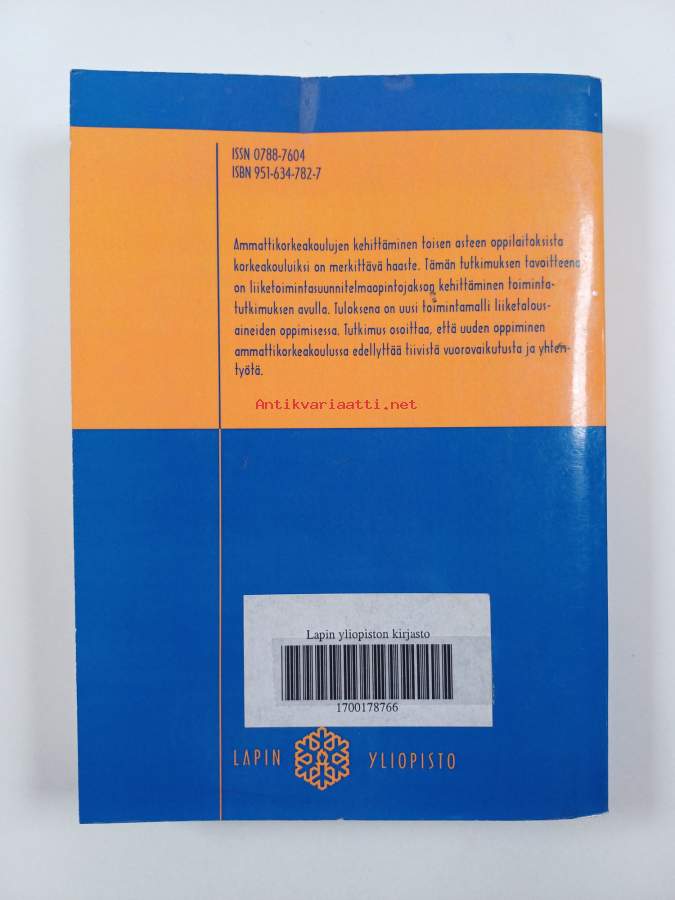 ISSN 0788-7604
ISBN 951-634-782-7
Ammattikorkeakoulujen kehittäminen toisen asteen oppilaitoksista
korkeakouluiksi on merkittävä haaste. Tämän tutkimuksen tavoitteena
on liiketoimintasuunnitelmaopintojakson kehittäminen toiminta-
tutkimuksen avulla. Tuloksena on uusi toimintamalli liiketalous-
aineiden oppimisessa. Tutkimus osoittaa, että uuden oppiminen
ammattikorkeakoulussa edellyttää tiivistä vuorovaikutusta ja yhteis-
työtä.
Antikvariaatti.net
Lapin yliopiston kirjasto
1700178766
LAPIN YLIOPISTO